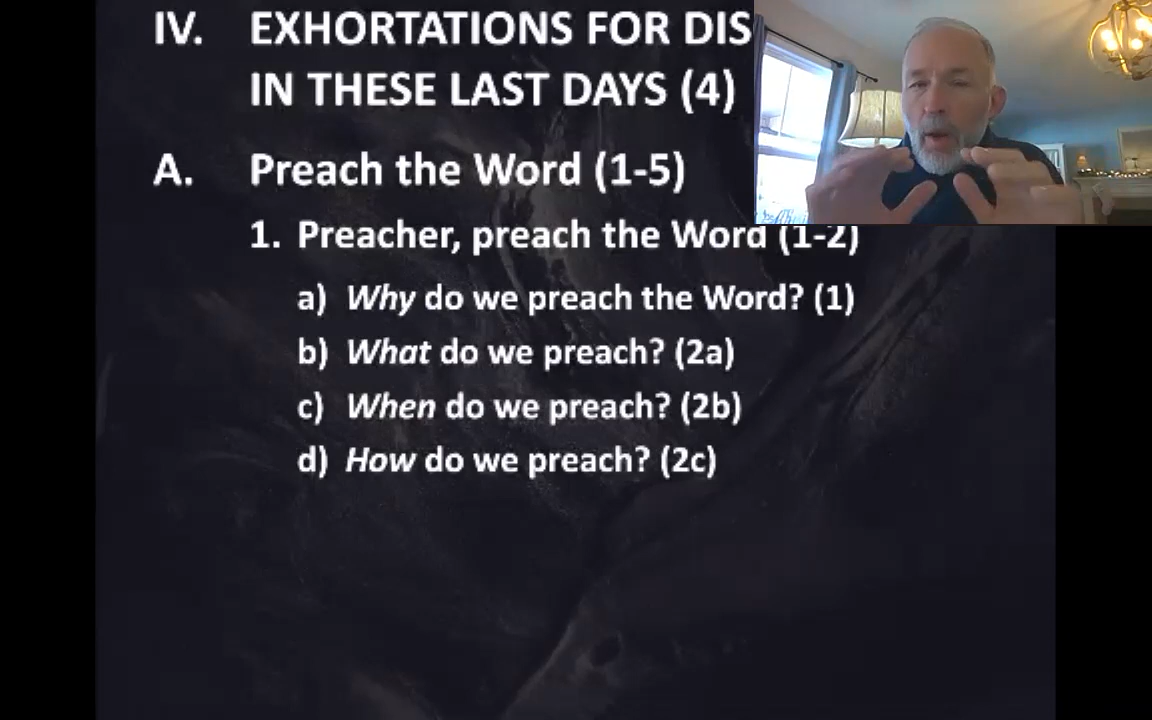 IV. EXHORTATIONS FOR DIS
IN THESE LAST DAYS (4)
A. Preach the Word (1-5)
1. Preacher, preach the Word (1-2)
a) Why do we preach the Word? (1)
b) What do we preach? (2a)
c) When do we preach? (2b)
d) How do we preach? (2c)